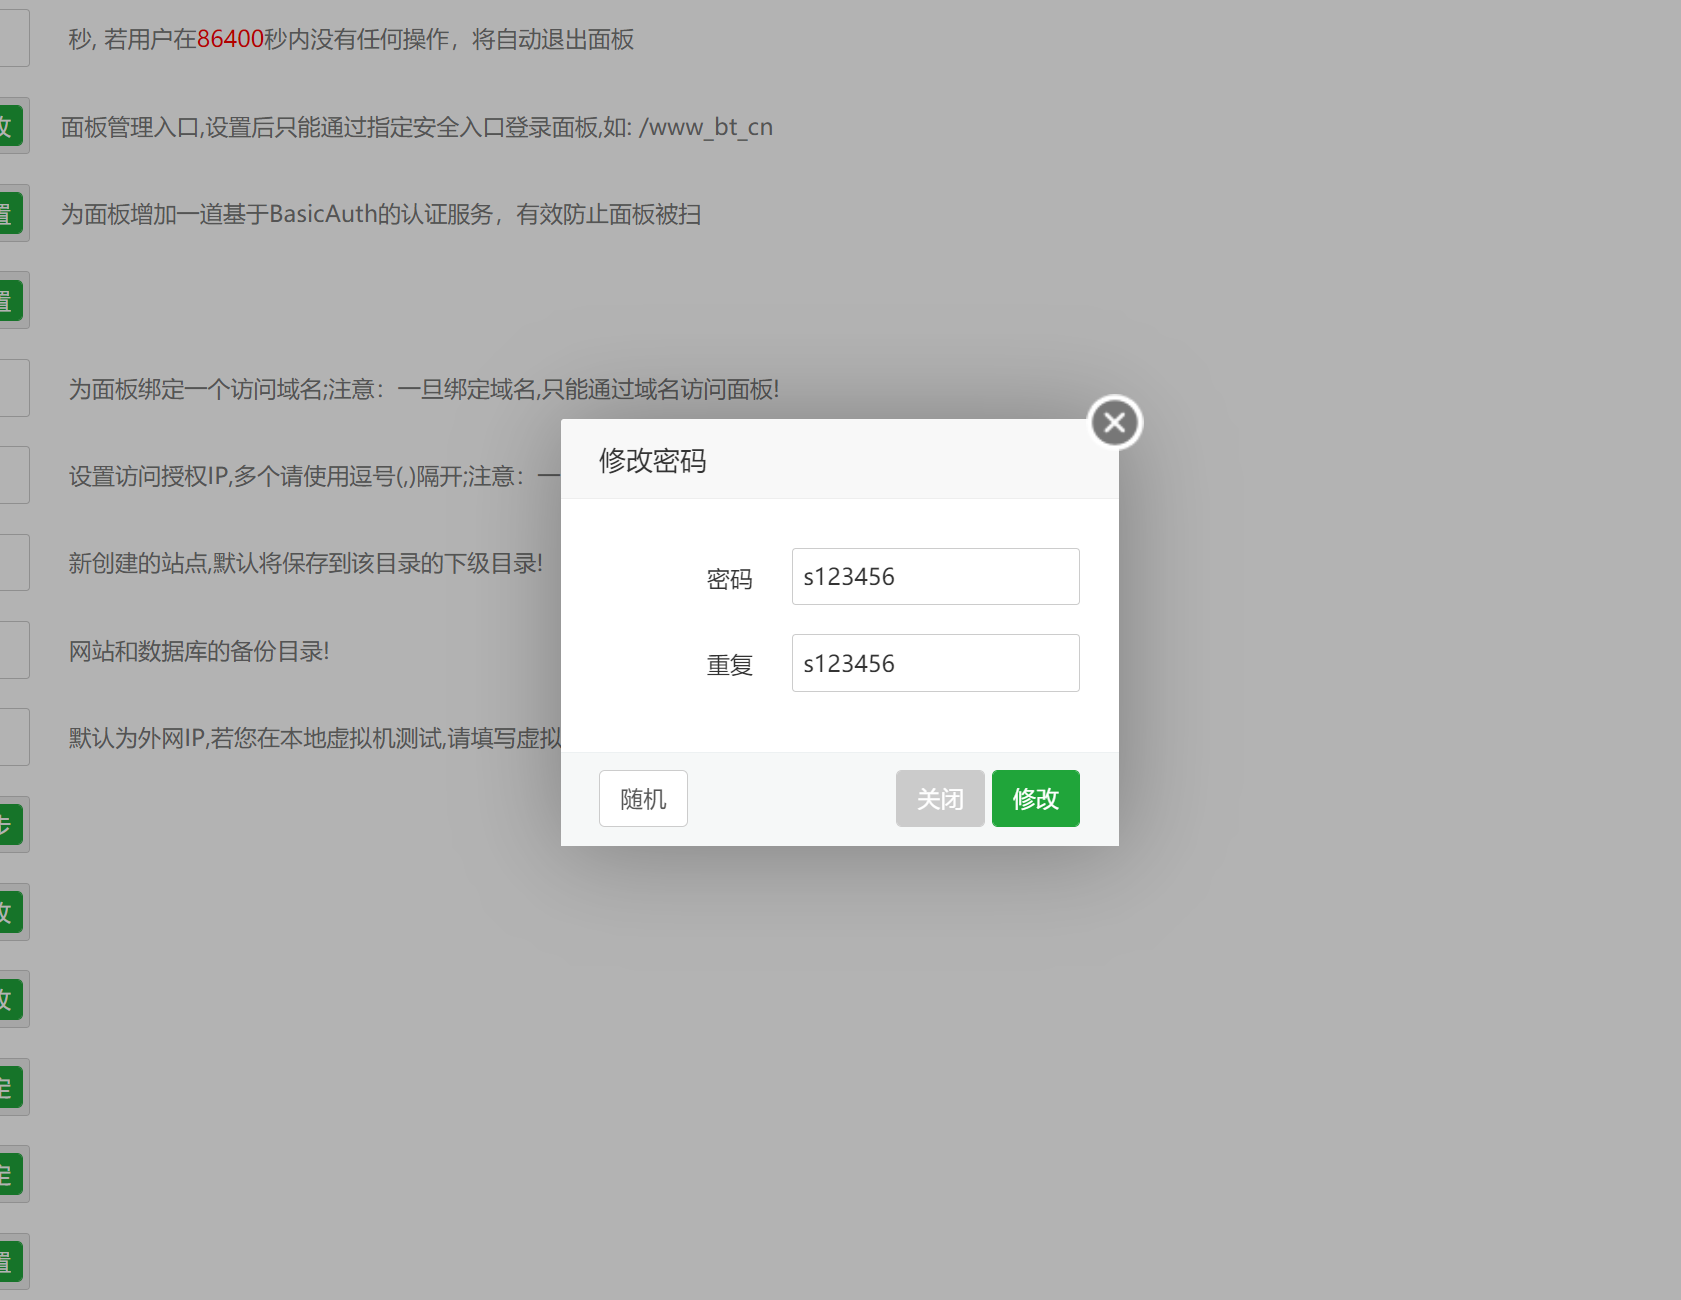 秒, 若用户在86400秒内没有任何操作，将自动退出面板
改
面板管理入口,设置后只能通过指定安全入口登录面板,如: /www_bt_cn
置
为面板增加一道基于BasicAuth的认证服务，有效防止面板被扫
置
为面板绑定一个访问域名;注意：一旦绑定域名,只能通过域名访问面板!
设置访问授权IP,多个请使用逗号(,)隔开;注意：一
新创建的站点,默认将保存到该目录的下级目录!
网站和数据库的备份目录!
默认为外网IP,若您在本地虚拟机测试,请填写虚拟
步
改
改
定
定
置
修改密码
密码 s123456
重复 s123456
随机 关闭 修改